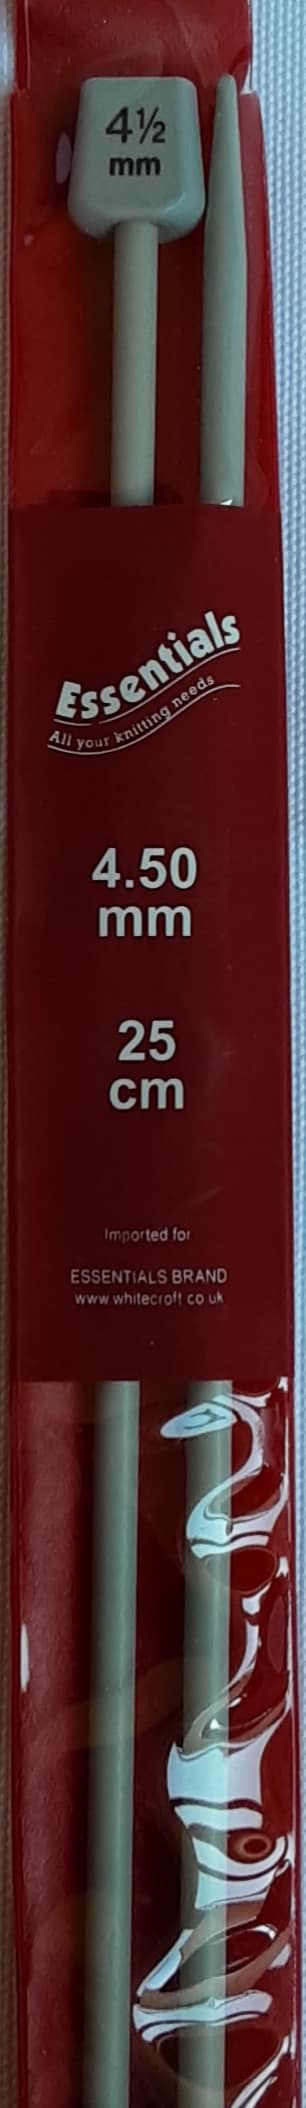 4½
mm
Essentials
All your knitting needs
4.50
mm
25
cm
Imported for
ESSENTIALS BRAND
www.whitecroft.co.uk